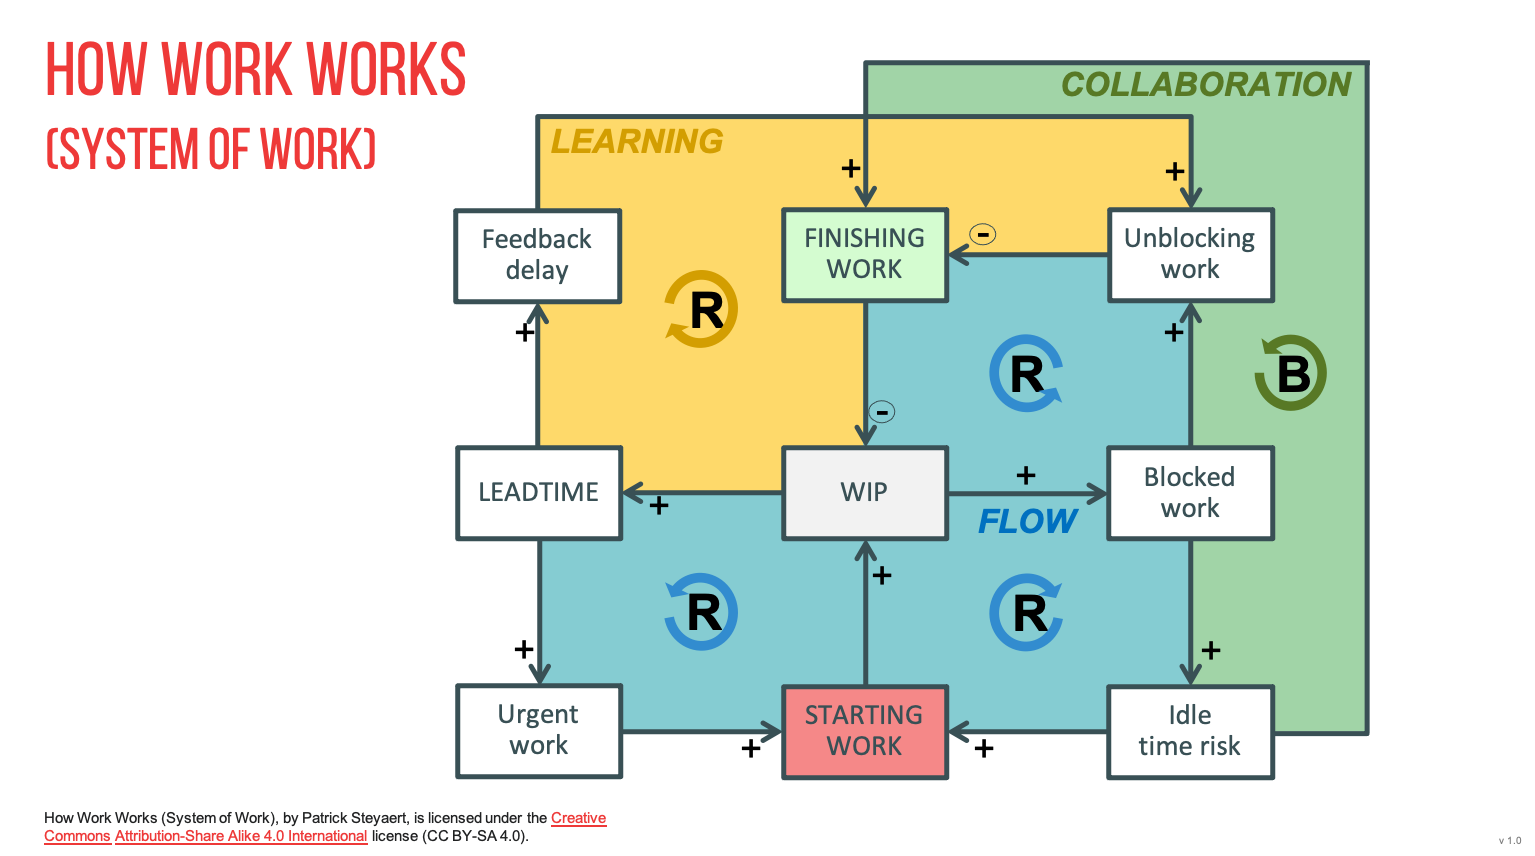 HOW WORK WORKS
(SYSTEM OF WORK)
COLLABORATION
LEARNING
+
+
Feedback
delay
FINISHING
WORK
-
Unblocking
work
R
+
+
R
B
-
LEADTIME
+
WIP
+
FLOW
Blocked
work
+
R
R
+
+
Urgent
work
+
STARTING
WORK
+
Idle
time risk
How Work Works (System of Work), by Patrick Steyaert, is licensed under the Creative
Commons Attribution-Share Alike 4.0 International license (CC BY-SA 4.0).
v 1.0